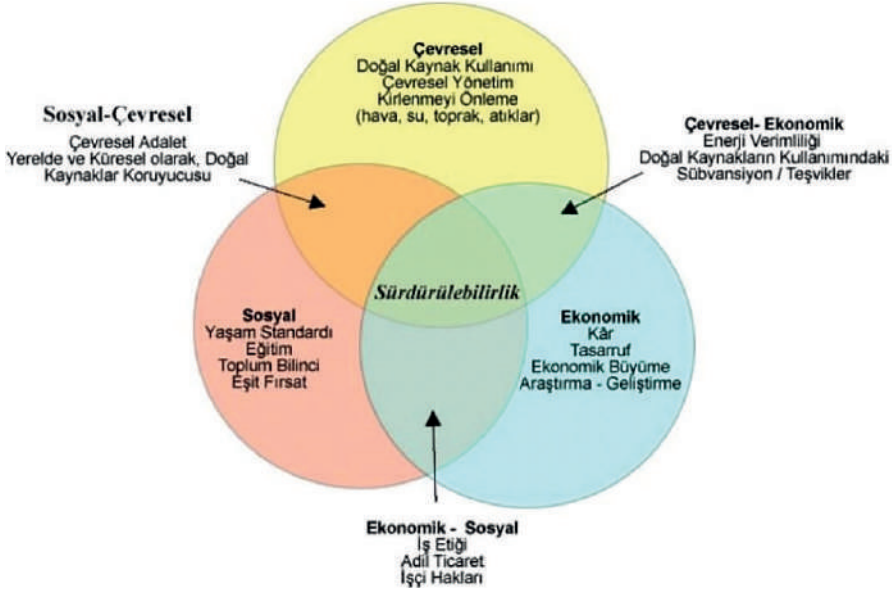 Çevresel
Doğal Kaynak Kullanımı
Çevresel Yönetim
Kirlenmeyi Önleme
(hava, su, toprak, atıklar)
Sosyal-Çevresel
Çevresel Adalet
Yerelde ve Küresel olarak, Doğal
Kaynaklar Koruyucusu
Çevresel- Ekonomik
Enerji Verimliliği
Doğal Kaynakların Kullanımındaki
Sübvansiyon / Teşvikler
Sürdürülebilirlik
Sosyal
Yaşam Standardı
Eğitim
Toplum Bilinci
Eşit Fırsat
Ekonomik
Kâr
Tasarruf
Ekonomik Büyüme
Araştırma - Geliştirme
Ekonomik - Sosyal
İş Etiği
Adil Ticaret
İşçi Hakları